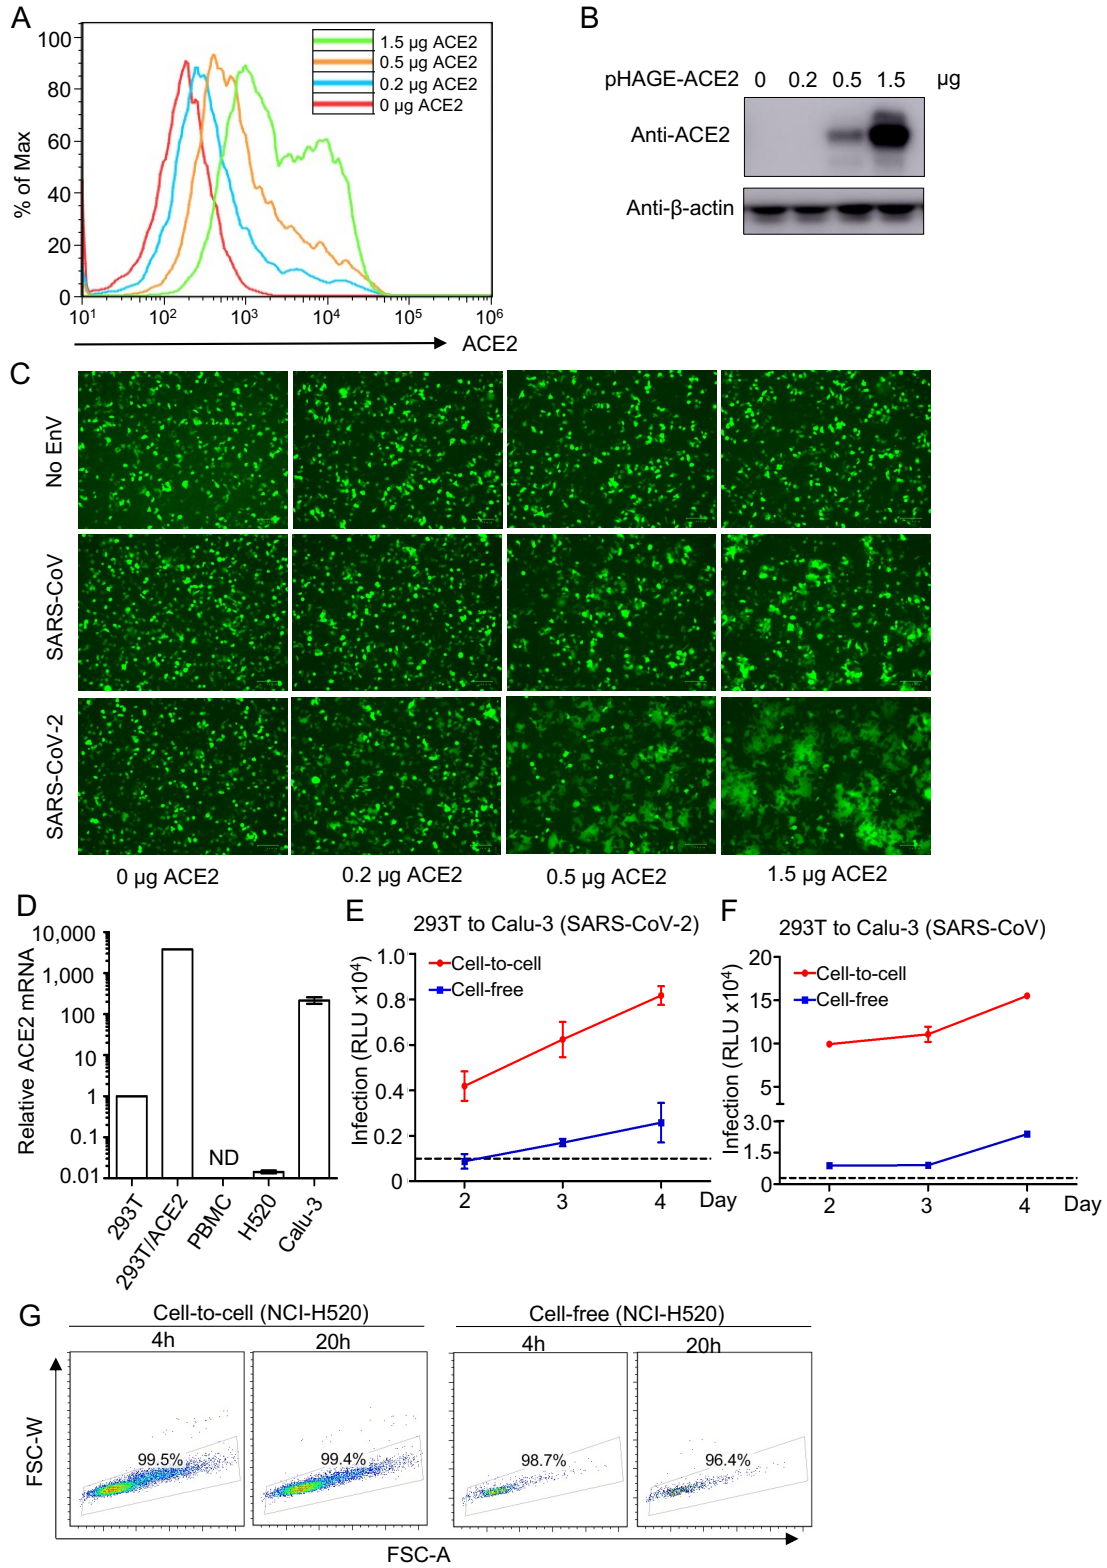 A
100
80
60
40
20
0
% of Max
1.5 µg ACE2
0.5 µg ACE2
0.2 µg ACE2
0 µg ACE2
10¹ 10² 10³ 10⁴ 10⁵ 10⁶
ACE2
B
pHAGE-ACE2 0 0.2 0.5 1.5 µg
Anti-ACE2
Anti-β-actin
C
No EnV
SARS-CoV
SARS-CoV-2
0 µg ACE2 0.2 µg ACE2 0.5 µg ACE2 1.5 µg ACE2
D
Relative ACE2 mRNA
10,000
1,000
100
10
1
0.1
0.01
ND
293T 293T/ACE2 PBMC H520 Calu-3
E
293T to Calu-3 (SARS-CoV-2)
Infection (RLU x10⁴)
1.0
0.8
0.6
0.4
0.2
0
Cell-to-cell
Cell-free
2 3 4 Day
F
293T to Calu-3 (SARS-CoV)
Infection (RLU x10⁴)
20
15
10
5
3.0
1.5
0
Cell-to-cell
Cell-free
2 3 4 Day
G
Cell-to-cell (NCI-H520) Cell-free (NCI-H520)
4h 20h 4h 20h
FSC-W
99.5% 99.4% 98.7% 96.4%
FSC-A